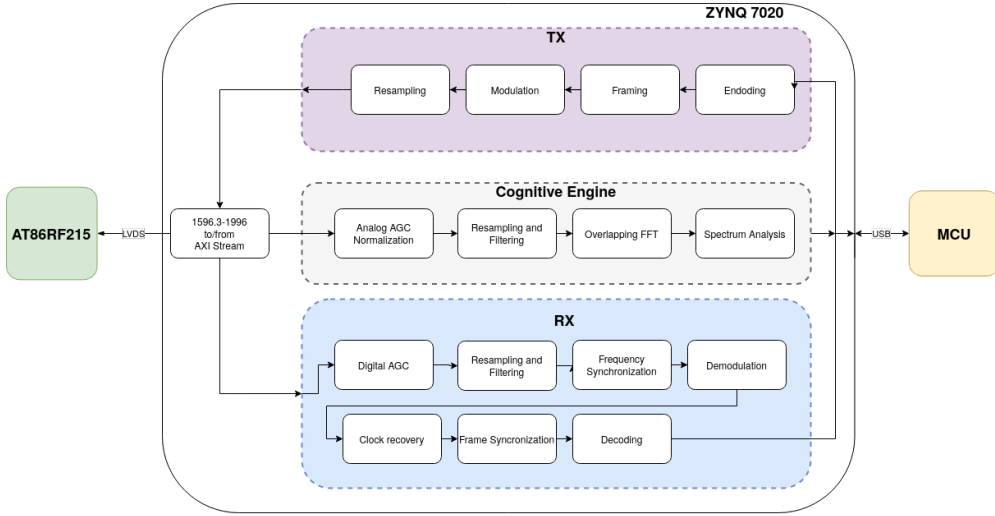 ZYNQ 7020
TX
Resampling
Modulation
Framing
Endoding
Cognitive Engine
AT86RF215
LVDS
1596.3-1996
to/from
AXI Stream
Analog AGC
Normalization
Resampling and
Filtering
Overlapping FFT
Spectrum Analysis
USB
MCU
RX
Digital AGC
Resampling and
Filtering
Frequency
Synchronization
Demodulation
Clock recovery
Frame Syncronization
Decoding